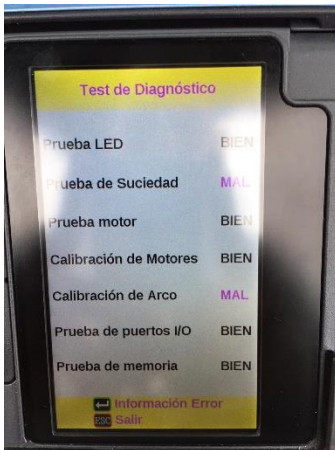 Test de Diagnóstico
Prueba LED BIEN
Prueba de Suciedad MAL
Prueba motor BIEN
Calibración de Motores BIEN
Calibración de Arco MAL
Prueba de puertos I/O BIEN
Prueba de memoria BIEN
Información Error
ESC Salir